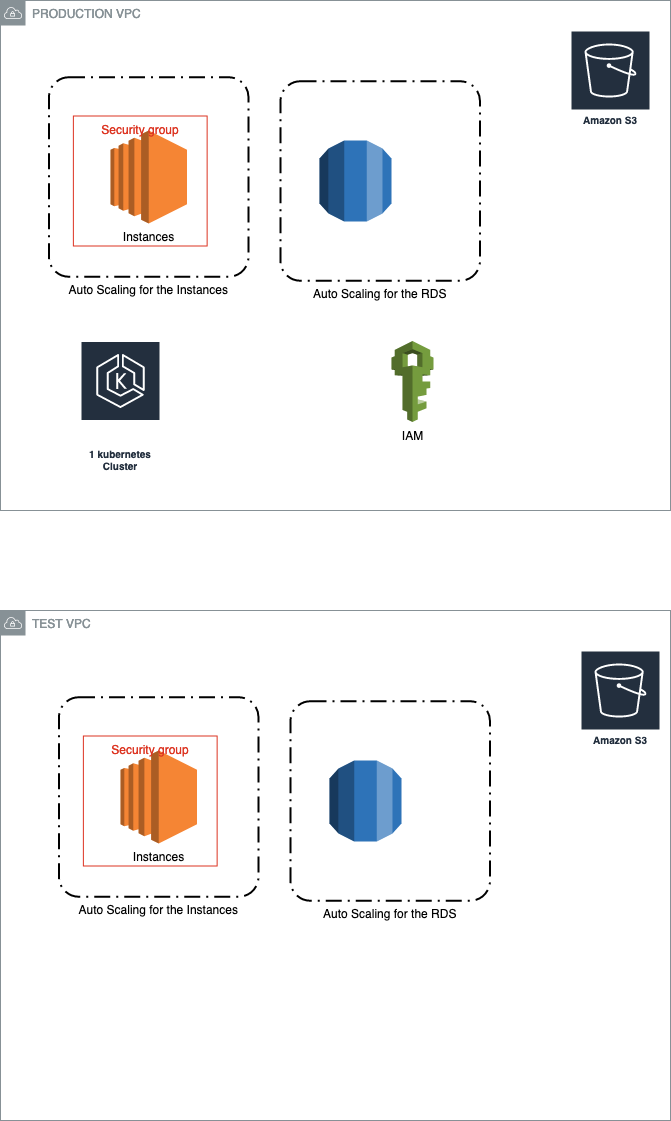 PRODUCTION VPC
Amazon S3
Security group
Instances
Auto Scaling for the Instances
Auto Scaling for the RDS
K
1 kubernetes
Cluster
IAM
TEST VPC
Amazon S3
Security group
Instances
Auto Scaling for the Instances
Auto Scaling for the RDS